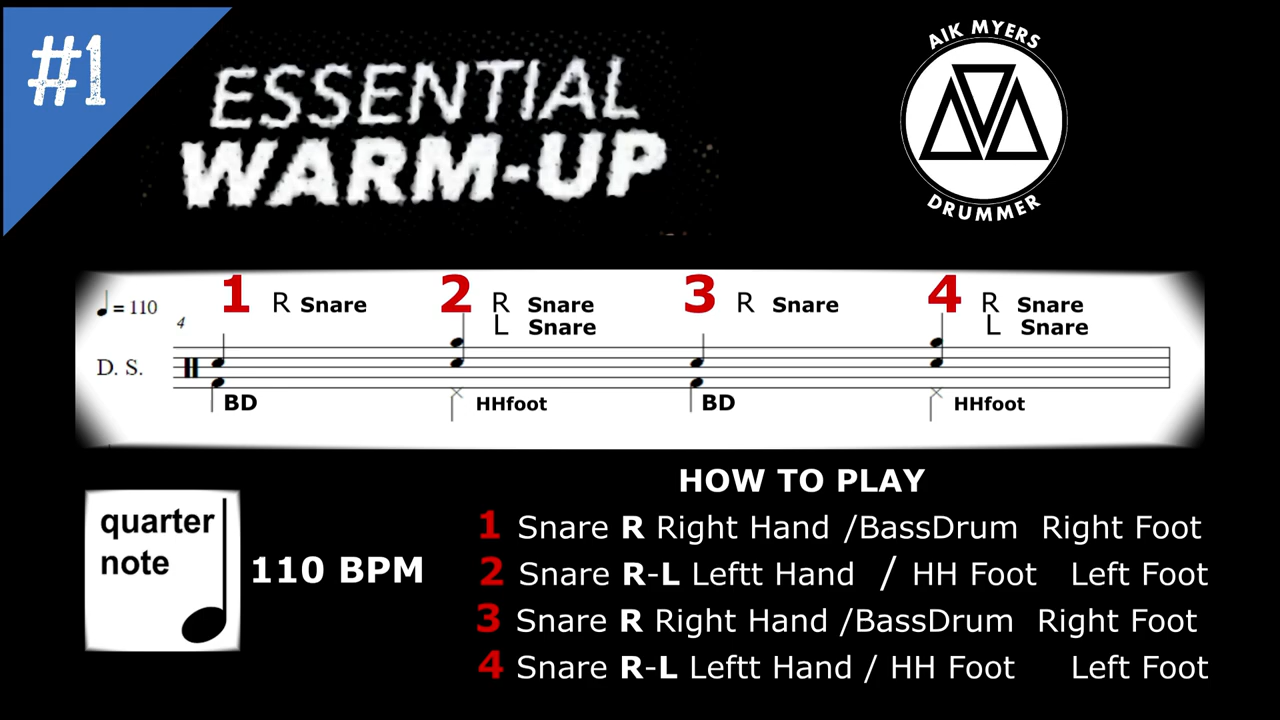 #1
ESSENTIAL
WARM-UP
AIK MYERS
DRUMMER
1 R Snare 2 R Snare 3 R Snare 4 R Snare
L Snare L Snare
= 110
4
D. S.
BD HHfoot BD HHfoot
HOW TO PLAY
quarter
note
110 BPM
1 Snare R Right Hand /BassDrum Right Foot
2 Snare R-L Leftt Hand / HH Foot Left Foot
3 Snare R Right Hand /BassDrum Right Foot
4 Snare R-L Leftt Hand / HH Foot Left Foot